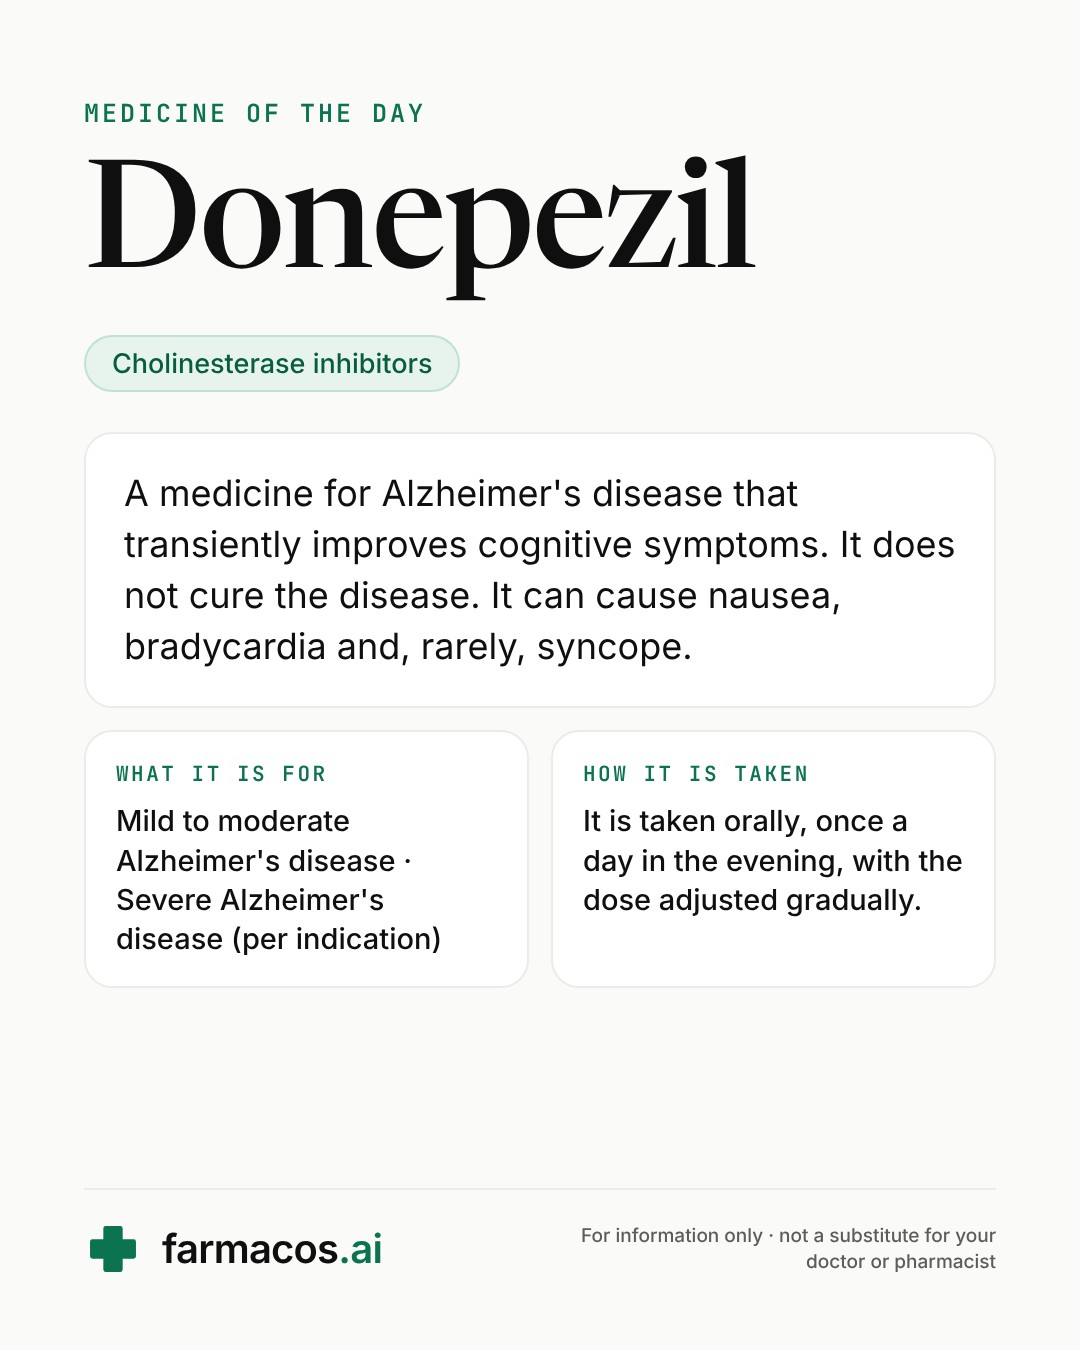 MEDICINE OF THE DAY
Donepezil
Cholinesterase inhibitors
A medicine for Alzheimer's disease that
transiently improves cognitive symptoms. It does
not cure the disease. It can cause nausea,
bradycardia and, rarely, syncope.
WHAT IT IS FOR
Mild to moderate
Alzheimer's disease ·
Severe Alzheimer's
disease (per indication)
HOW IT IS TAKEN
It is taken orally, once a
day in the evening, with the
dose adjusted gradually.
farmacos.ai
For information only · not a substitute for your
doctor or pharmacist